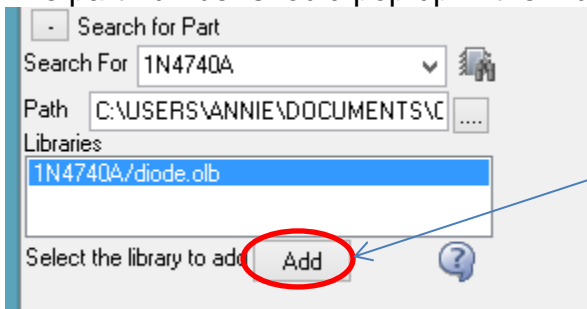 - Search for Part
Search For 1N4740A
Path C:\USERS\ANNIE\DOCUMENTS\ ....
Libraries
1N4740A/diode.olb
Select the library to add Add